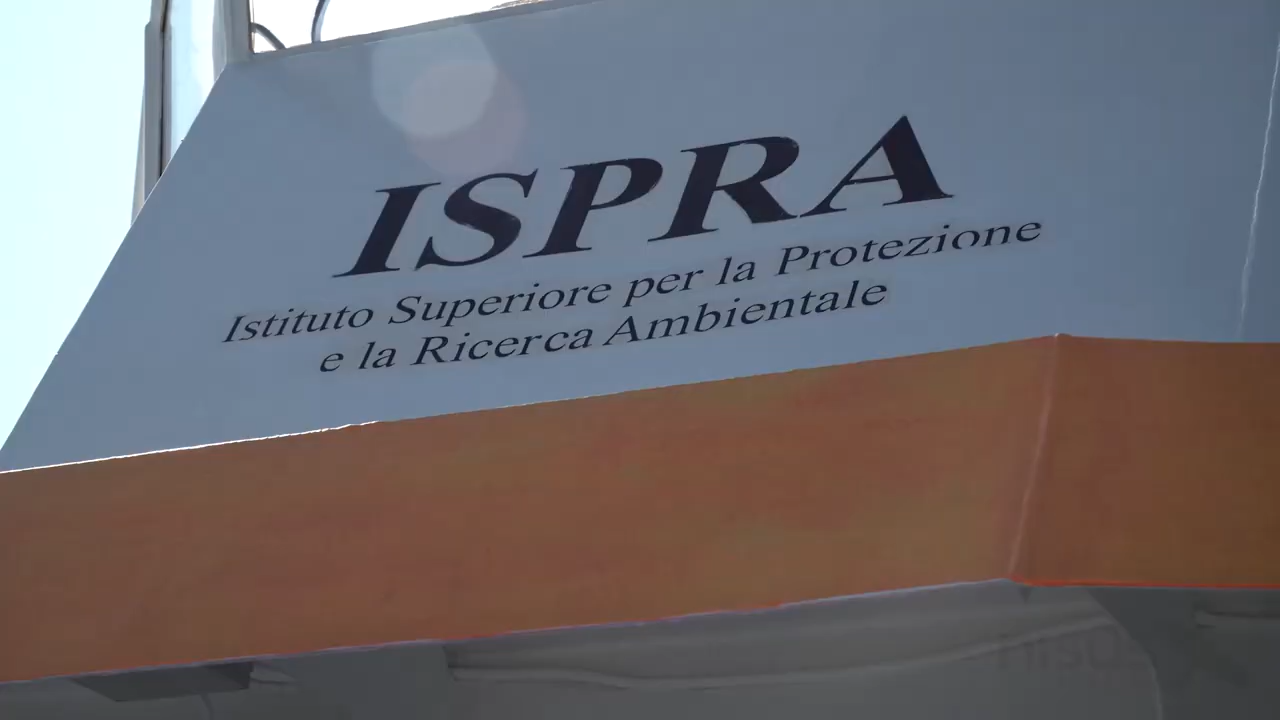 ISPRA
Istituto Superiore per la Protezione
e la Ricerca Ambientale